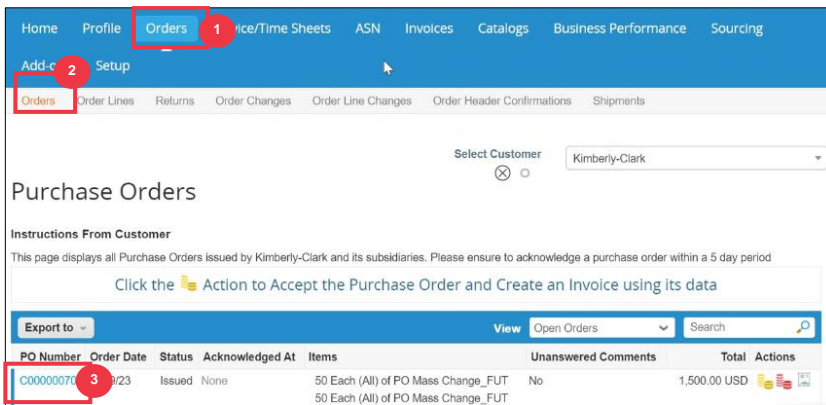 Home Profile Orders 1 ice/Time Sheets ASN Invoices Catalogs Business Performance Sourcing
Add-o 2 Setup
Orders Order Lines Returns Order Changes Order Line Changes Order Header Confirmations Shipments
Select Customer Kimberly-Clark
Purchase Orders
Instructions From Customer
This page displays all Purchase Orders issued by Kimberly-Clark and its subsidiaries. Please ensure to acknowledge a purchase order within a 5 day period
Click the Action to Accept the Purchase Order and Create an Invoice using its data
Export to View Open Orders Search
PO Number Order Date Status Acknowledged At Items Unanswered Comments Total Actions
C00000070 3 /23 Issued None 50 Each (All) of PO Mass Change_FUT No 1,500.00 USD
50 Each (All) of PO Mass Change_FUT